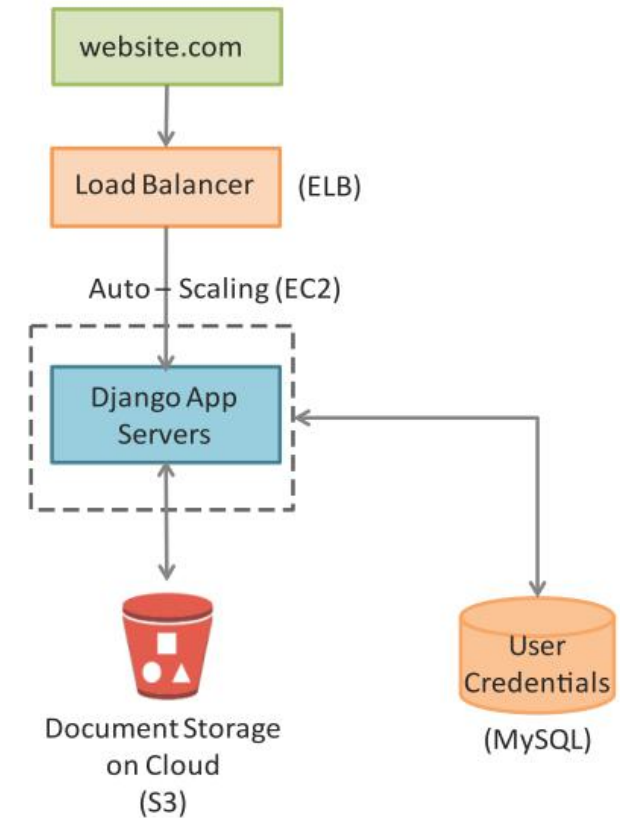 website.com
Load Balancer
(ELB)
Auto – Scaling (EC2)
Django App
Servers
User
Credentials
(MySQL)
Document Storage
on Cloud
(S3)